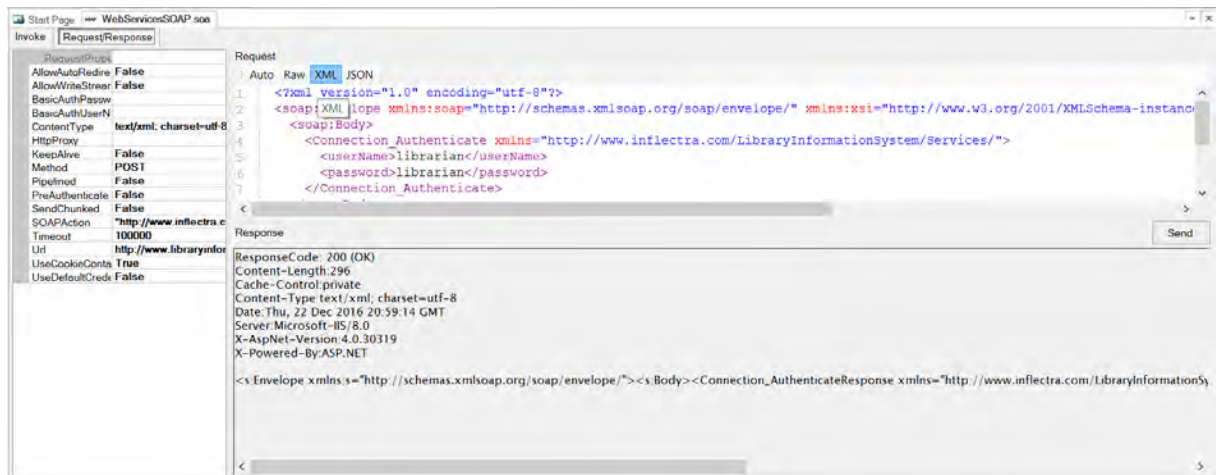 Start Page WebServicesSOAP.soa
Invoke Request/Response
AllowAutoRedire False
AllowWriteStrear False
BasicAuthPassw
BasicAuthUserN
ContentType text/xml; charset=utf-8
HttpProxy
KeepAlive False
Method POST
Pipelined False
PreAuthenticate False
SendChunked False
SOAPAction "http://www.inflectra.c
Timeout 100000
Url http://www.libraryinfor
UseCookieConta True
UseDefaultCrede False
Request
Auto Raw XML JSON
1 <?xml version="1.0" encoding="utf-8"?>
2 <soap: XML lope xmlns:soap="http://schemas.xmlsoap.org/soap/envelope/" xmlns:xsi="http://www.w3.org/2001/XMLSchema-instance
3 <soap:Body>
4 <Connection_Authenticate xmlns="http://www.inflectra.com/LibraryInformationSystem/Services/">
5 <userName>librarian</userName>
6 <password>librarian</password>
7 </Connection_Authenticate>
Response Send
ResponseCode: 200 (OK)
Content-Length:296
Cache-Control:private
Content-Type:text/xml; charset=utf-8
Date:Thu, 22 Dec 2016 20:59:14 GMT
Server:Microsoft-IIS/8.0
X-AspNet-Version:4.0.30319
X-Powered-By:ASP.NET
<s:Envelope xmlns:s="http://schemas.xmlsoap.org/soap/envelope/"><s:Body><Connection_AuthenticateResponse xmlns="http://www.inflectra.com/LibraryInformationSy